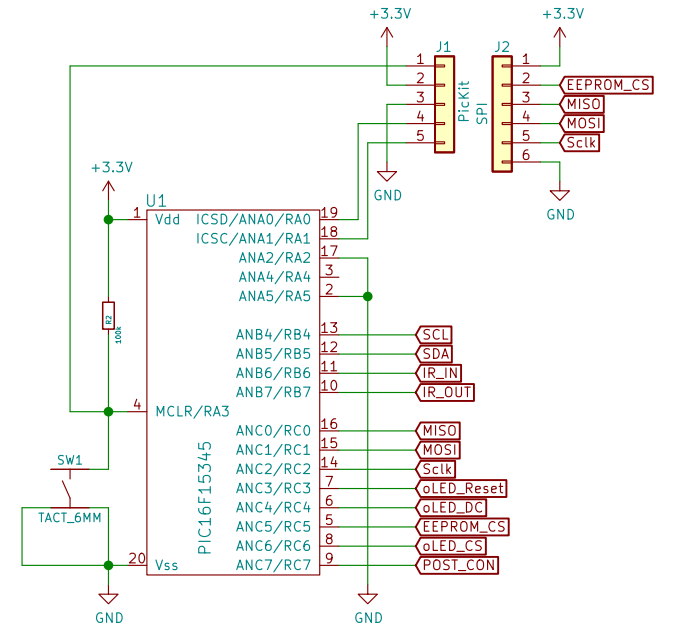 +3.3V
+3.3V
J1
J2
1
2
3
4
5
PicKit
SPI
1
2
3
4
5
6
EEPROM_CS
MISO
MOSI
Sclk
GND
GND
+3.3V
U1
1
Vdd
ICSD/ANA0/RA0
19
ICSC/ANA1/RA1
18
ANA2/RA2
17
ANA4/RA4
3
ANA5/RA5
2
R2
100k
ANB4/RB4
13
SCL
ANB5/RB5
12
SDA
ANB6/RB6
11
IR_IN
ANB7/RB7
10
IR_OUT
4
MCLR/RA3
ANC0/RC0
16
MISO
ANC1/RC1
15
MOSI
ANC2/RC2
14
Sclk
ANC3/RC3
7
oLED_Reset
ANC4/RC4
6
oLED_DC
ANC5/RC5
5
EEPROM_CS
ANC6/RC6
8
oLED_CS
ANC7/RC7
9
POST_CON
PIC16F15345
SW1
TACT_6MM
20
Vss
GND
GND